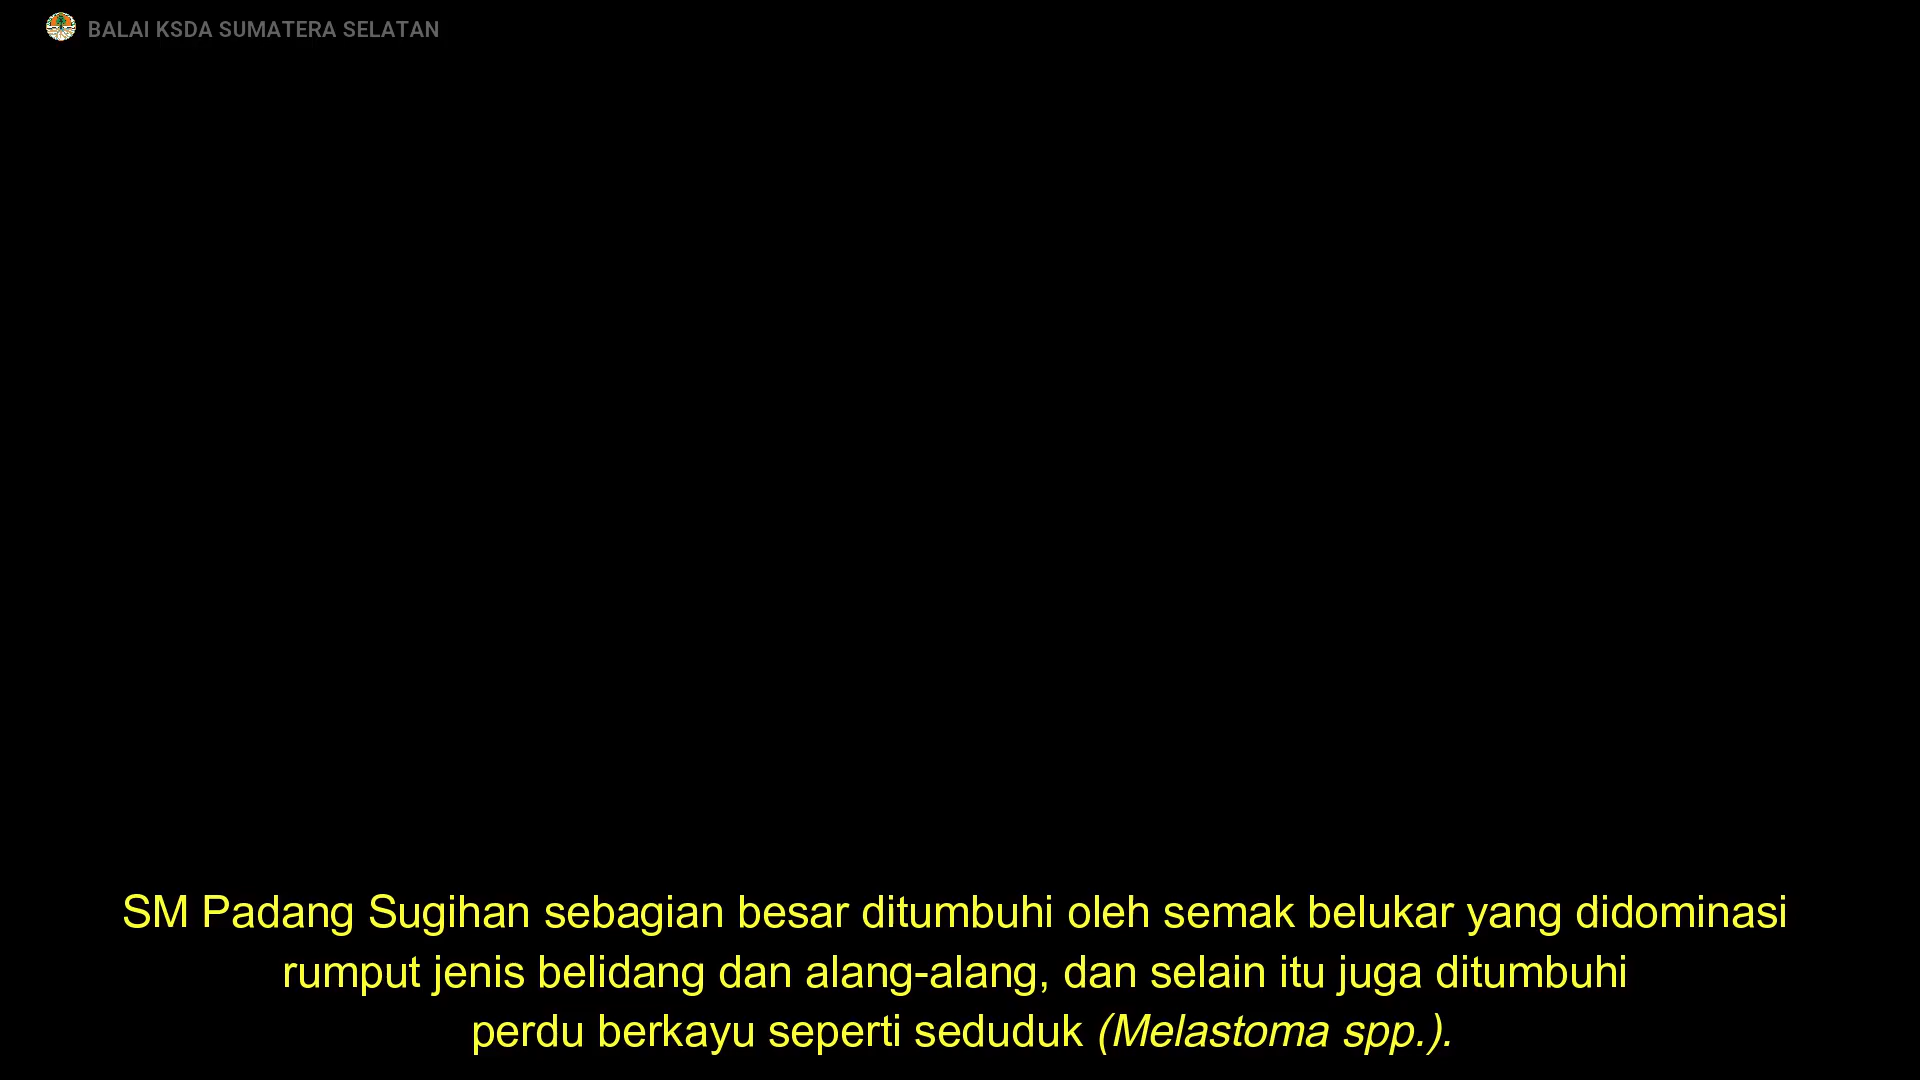 BALAI KSDA SUMATERA SELATAN
SM Padang Sugihan sebagian besar ditumbuhi oleh semak belukar yang didominasi
rumput jenis belidang dan alang-alang, dan selain itu juga ditumbuhi
perdu berkayu seperti seduduk (Melastoma spp.).